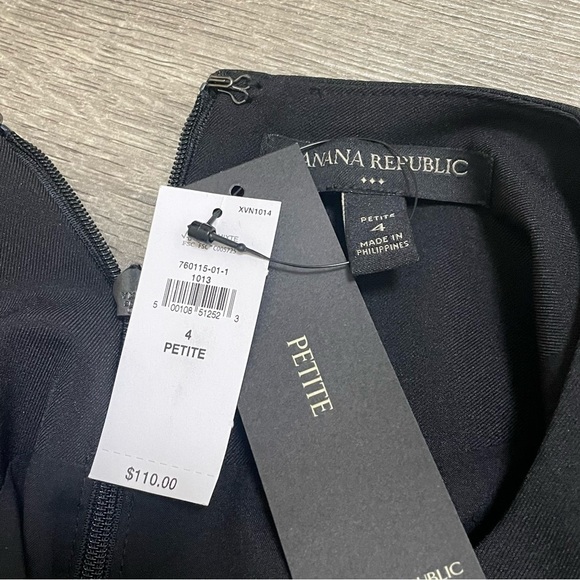 XVN1014
760115-01-1
1013
5 00108 51252 3
4
PETITE
$110.00
ANANA REPUBLIC
PETITE
4
MADE IN
PHILIPPINES
PETITE
REPUBLIC